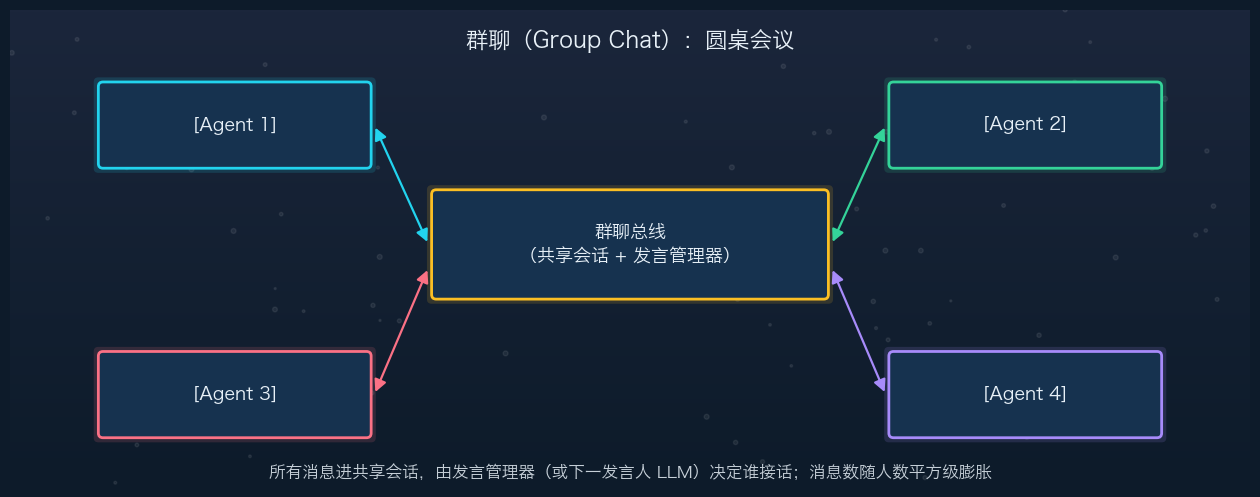 群聊（Group Chat）：圆桌会议
[Agent 1]
[Agent 2]
群聊总线
（共享会话 + 发言管理器）
[Agent 3]
[Agent 4]
所有消息进共享会话，由发言管理器（或下一发言人 LLM）决定谁接话；消息数随人数平方级膨胀